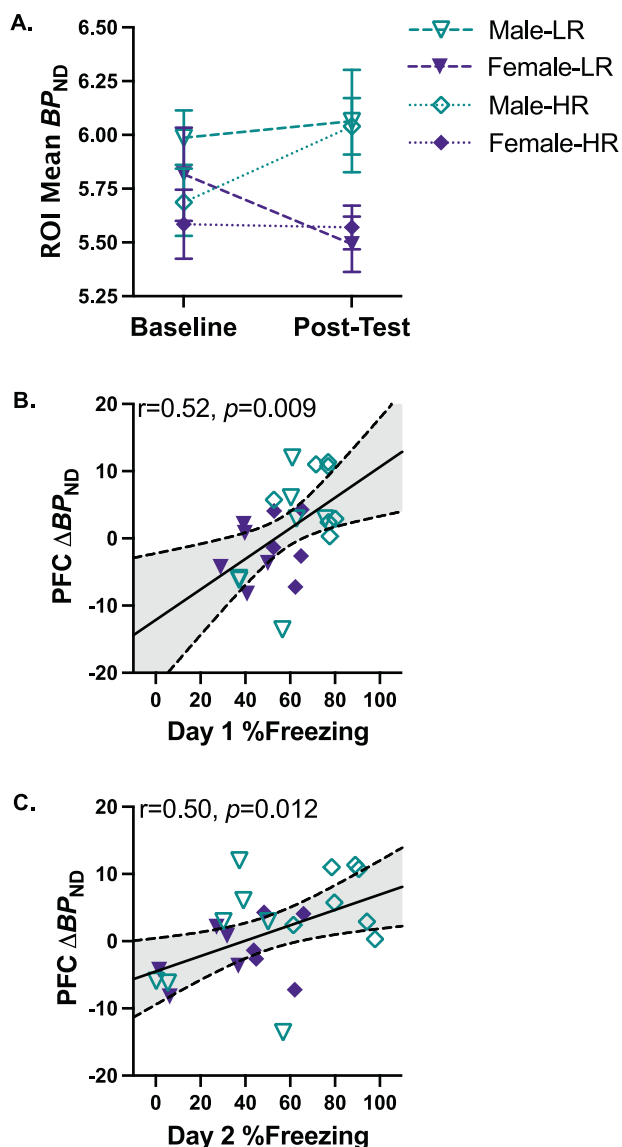 A.
6.50
6.25
6.00
5.75
5.50
5.25
ROI Mean BP_ND
Baseline Post-Test
Male-LR
Female-LR
Male-HR
Female-HR
B.
r=0.52, p=0.009
20
10
0
-10
-20
PFC ΔBP_ND
0 20 40 60 80 100
Day 1 %Freezing
C.
r=0.50, p=0.012
20
10
0
-10
-20
PFC ΔBP_ND
0 20 40 60 80 100
Day 2 %Freezing